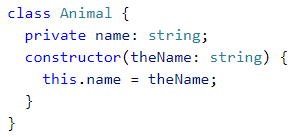 class Animal {
  private name: string;
  constructor(theName: string) {
    this.name = theName;
  }
}